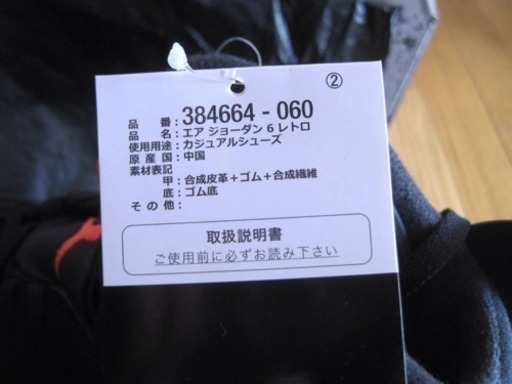 ②
品番：384664-060
品名：エア ジョーダン 6 レトロ
使用用途：カジュアルシューズ
原産国：中国
素材表記
甲：合成皮革＋ゴム＋合成繊維
底：ゴム底
その他：
取扱説明書
ご使用前に必ずお読み下さい